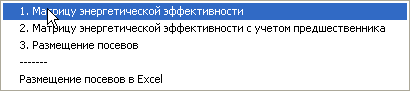 1. Матрицу энергетической эффективности
2. Матрицу энергетической эффективности с учетом предшественника
3. Размещение посевов
-------
Размещение посевов в Excel